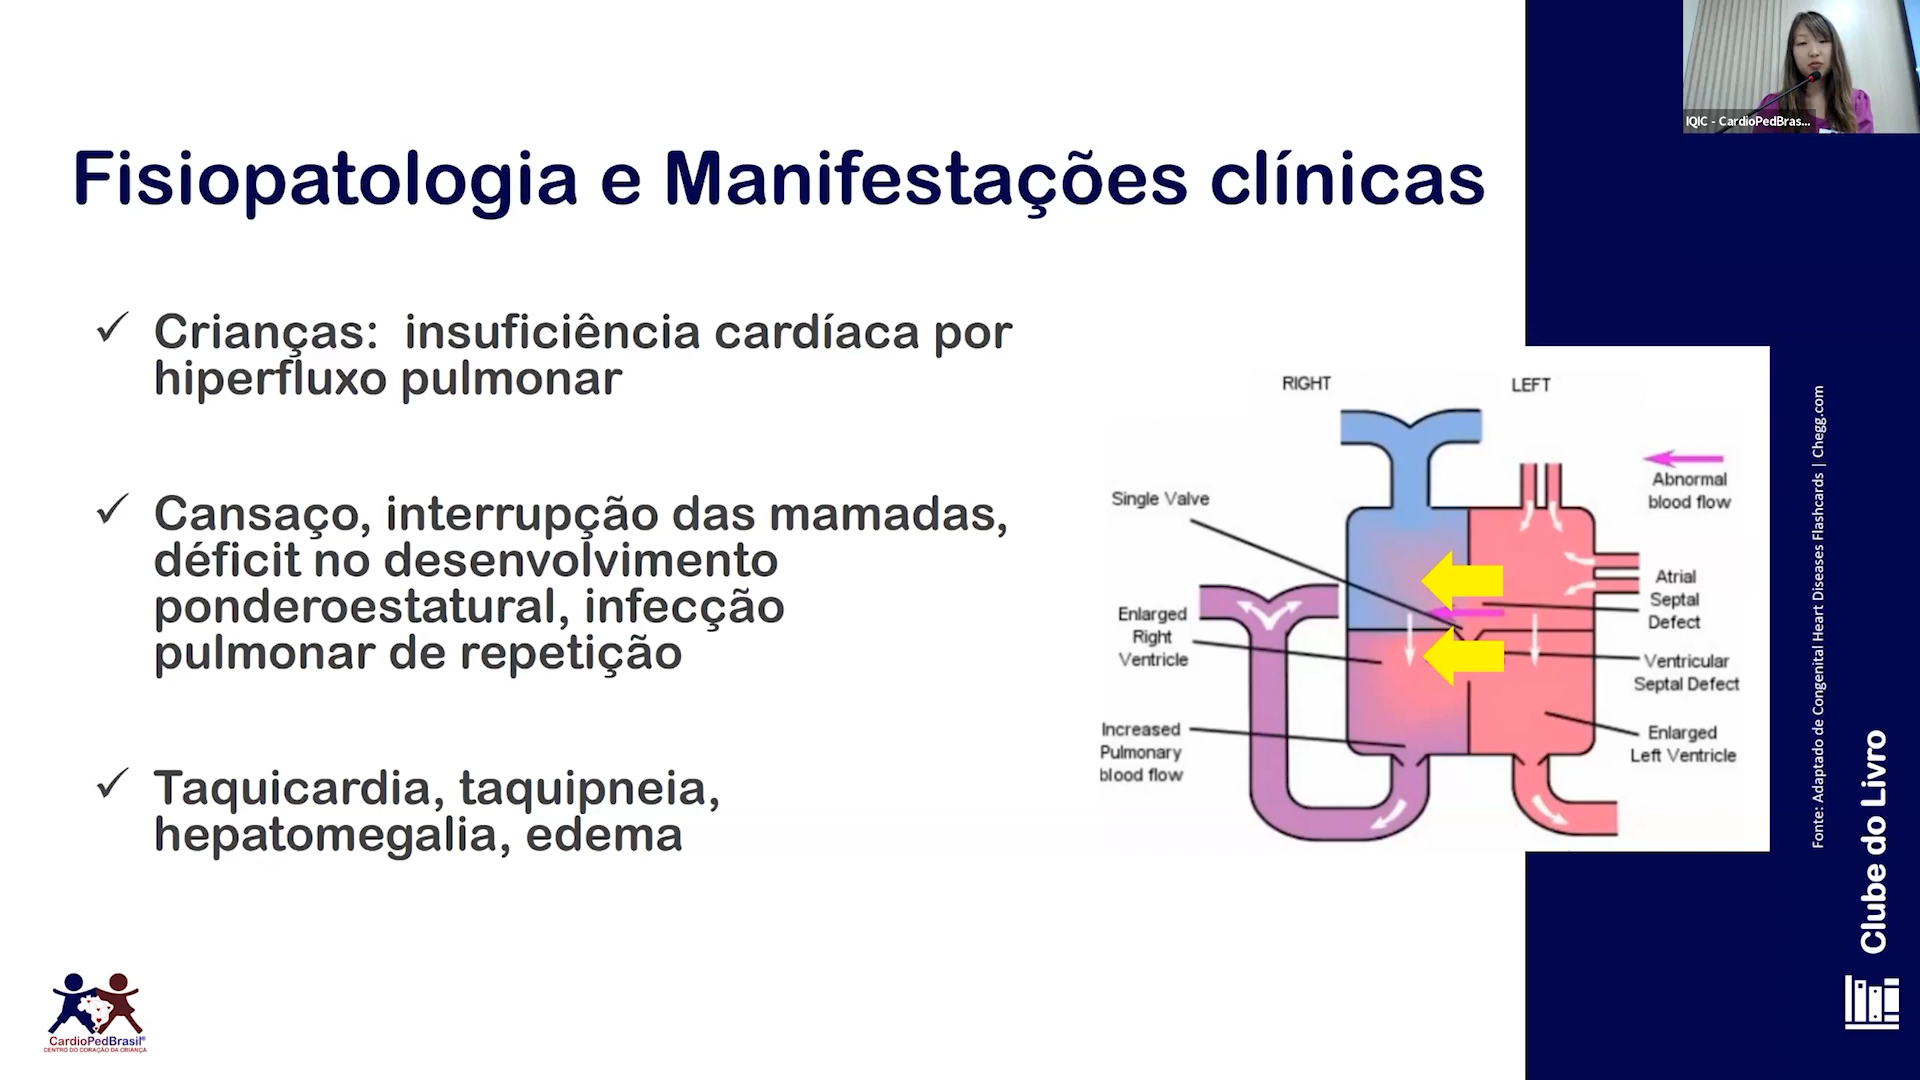 IQIC - CardioPedBras...
Fisiopatologia e Manifestações clínicas
✓ Crianças: insuficiência cardíaca por
hiperfluxo pulmonar
✓ Cansaço, interrupção das mamadas,
déficit no desenvolvimento
ponderoestatural, infecção
pulmonar de repetição
✓ Taquicardia, taquipneia,
hepatomegalia, edema
RIGHT
LEFT
Abnormal
blood flow
Single Valve
Atrial
Septal
Defect
Enlarged
Right
Ventricle
Ventricular
Septal Defect
Increased
Pulmonary
blood flow
Enlarged
Left Ventricle
Fonte: Adaptado de Congenital Heart Diseases Flashcards | Chegg.com
Clube do Livro
CardioPedBrasil®
CENTRO DO CORAÇÃO DA CRIANÇA